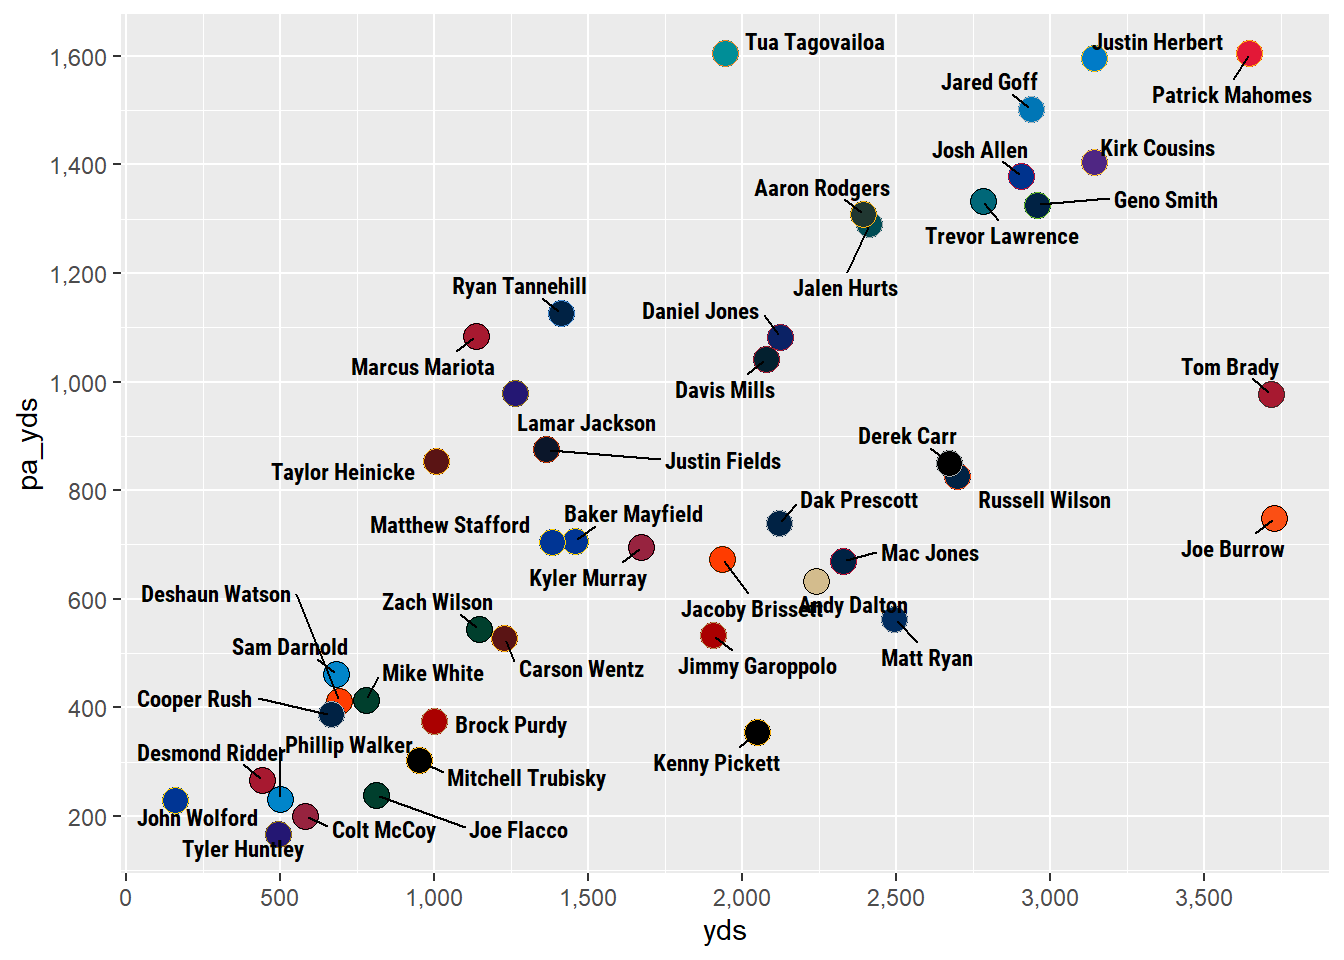 1,600
1,400
1,200
1,000
800
600
400
200
pa_yds
Tua Tagovailoa
Justin Herbert
Jared Goff
Patrick Mahomes
Josh Allen
Kirk Cousins
Aaron Rodgers
Geno Smith
Trevor Lawrence
Ryan Tannehill
Jalen Hurts
Daniel Jones
Marcus Mariota
Tom Brady
Davis Mills
Lamar Jackson
Derek Carr
Taylor Heinicke
Justin Fields
Russell Wilson
Dak Prescott
Matthew Stafford
Baker Mayfield
Mac Jones
Joe Burrow
Kyler Murray
Deshaun Watson
Zach Wilson
Jacoby Brissett
Andy Dalton
Sam Darnold
Carson Wentz
Jimmy Garoppolo
Matt Ryan
Mike White
Cooper Rush
Brock Purdy
Phillip Walker
Desmond Ridder
Kenny Pickett
Mitchell Trubisky
John Wolford
Colt McCoy
Joe Flacco
Tyler Huntley
0
500
1,000
1,500
2,000
2,500
3,000
3,500
yds